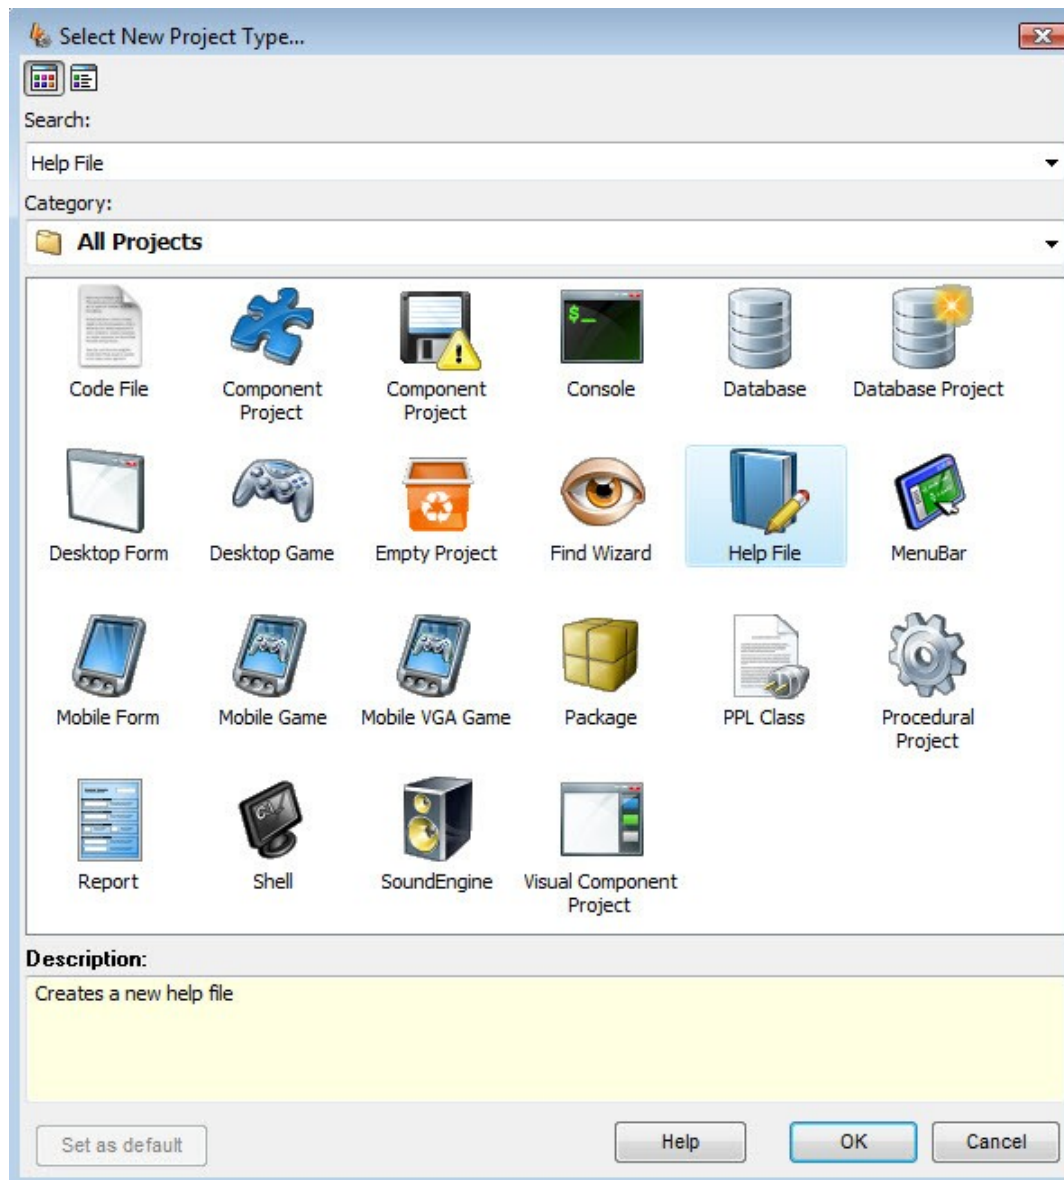 Select New Project Type...
Search:
Help File
Category:
All Projects
Code File
Component
Project
Component
Project
Console
Database
Database Project
Desktop Form
Desktop Game
Empty Project
Find Wizard
Help File
MenuBar
Mobile Form
Mobile Game
Mobile VGA Game
Package
PPL Class
Procedural
Project
Report
Shell
SoundEngine
Visual Component
Project
Description:
Creates a new help file
Set as default
Help
OK
Cancel